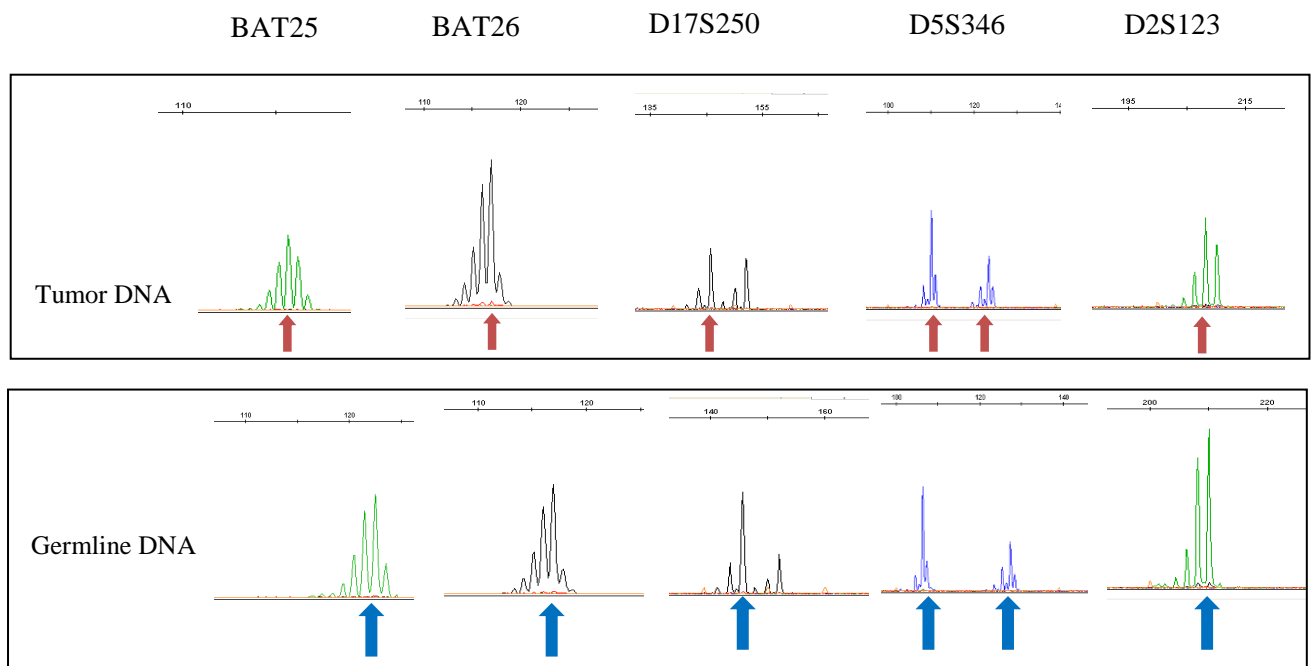 BAT25 BAT26 D17S250 D5S346 D2S123
110 110 120 135 155 100 120 14 195 215
Tumor DNA
110 120 110 120 140 160 100 120 140 200 220
Germline DNA